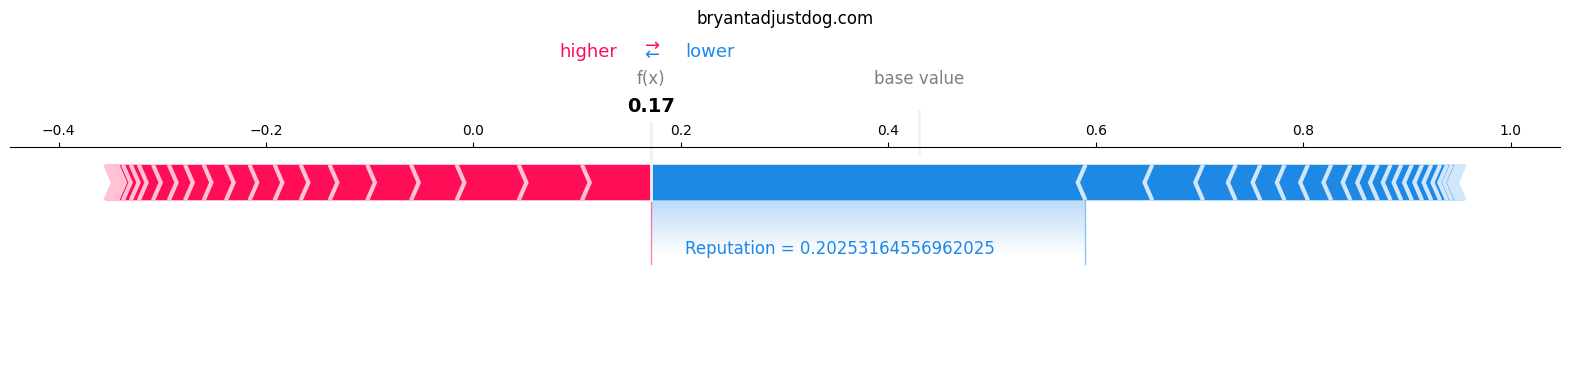 bryantadjustdog.com
higher → ← lower
f(x) base value
0.17
−0.4 −0.2 0.0 0.2 0.4 0.6 0.8 1.0
Reputation = 0.20253164556962025